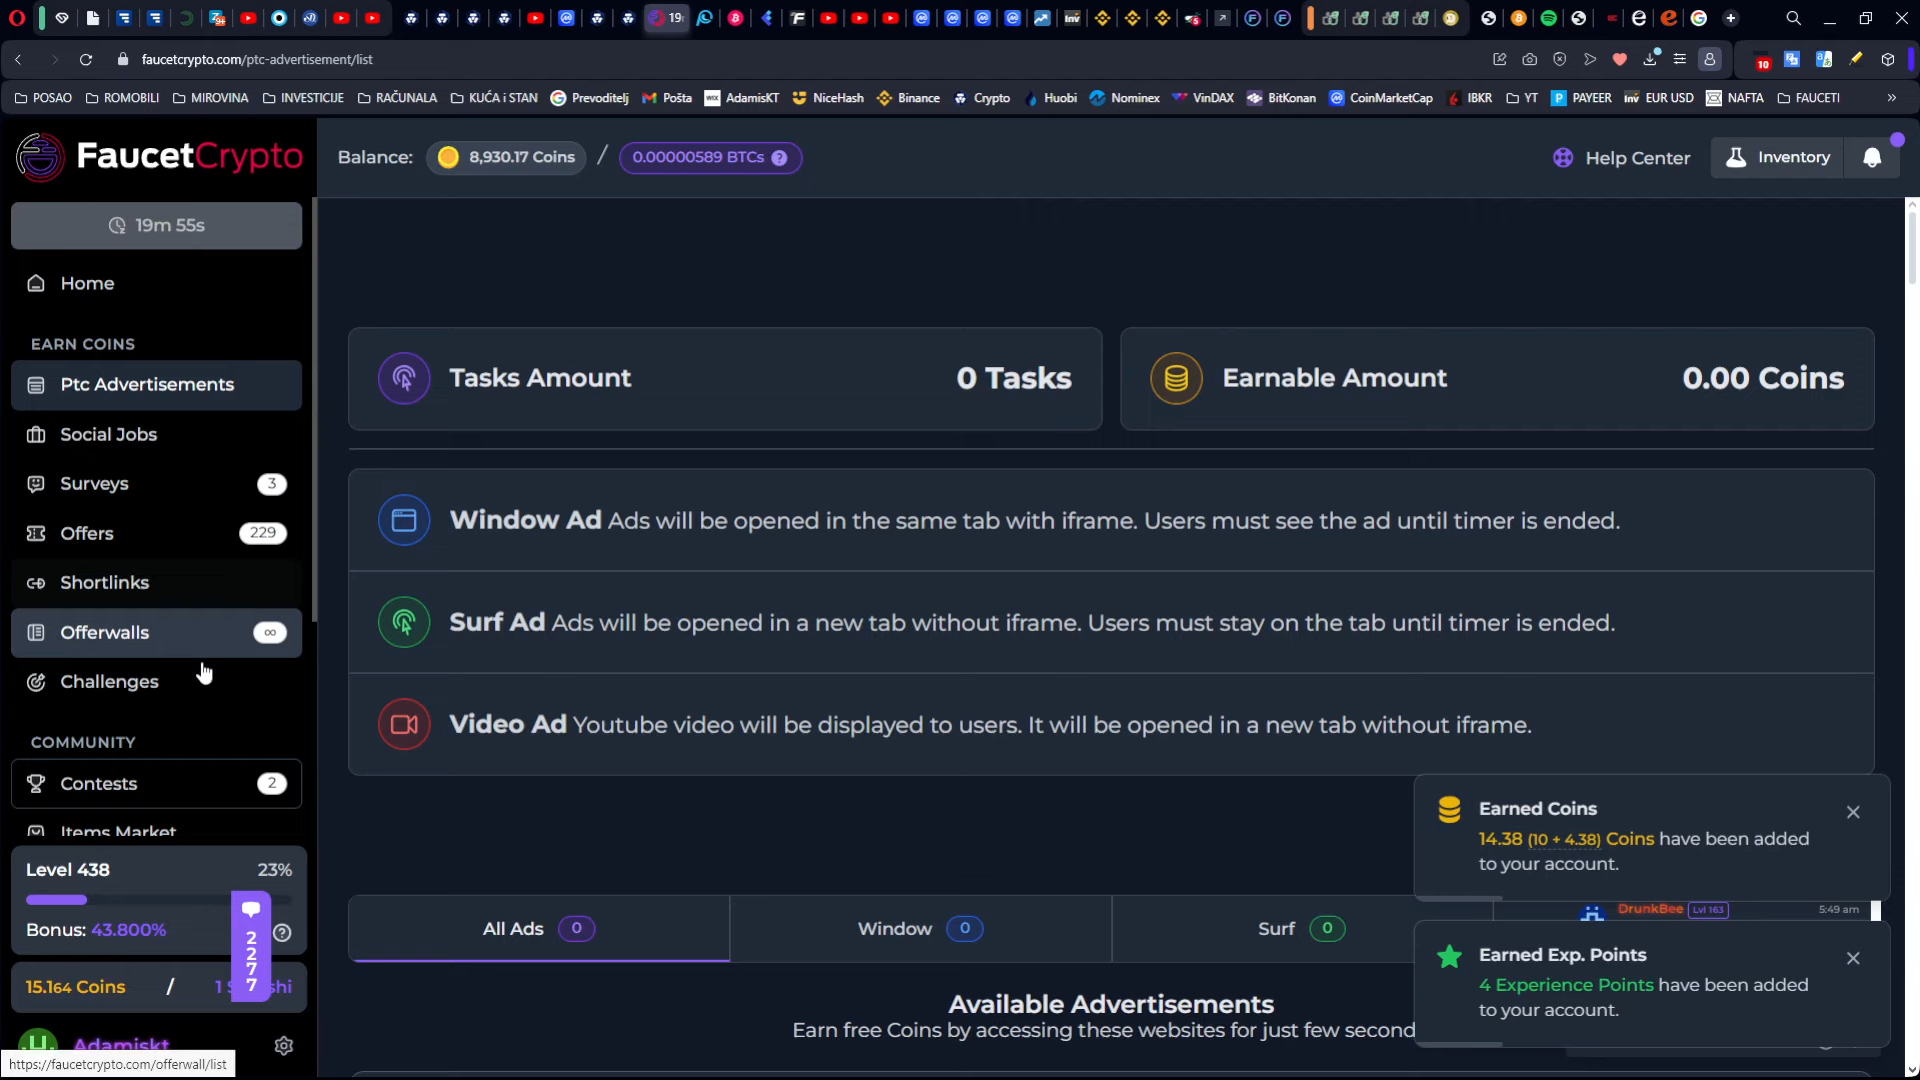 19
faucetcrypto.com/ptc-advertisement/list
10
POSAO
ROMOBILI
MIROVINA
INVESTICIJE
RAČUNALA
KUĆA i STAN
Prevoditelj
Pošta
AdamisKT
NiceHash
Binance
Crypto
Huobi
Nominex
VinDAX
BitKonan
CoinMarketCap
IBKR
YT
PAYEER
EUR USD
NAFTA
FAUCETI
FaucetCrypto
Balance: 8,930.17 Coins / 0.00000589 BTCs
Help Center
Inventory
19m 55s
Home
EARN COINS
Ptc Advertisements
Social Jobs
Surveys 3
Offers 229
Shortlinks
Offerwalls ∞
Challenges
COMMUNITY
Contests 2
Items Market
Level 438 23%
Bonus: 43.800%
2277
15.164 Coins / 1
Adamiskt
https://faucetcrypto.com/offerwall/list
Tasks Amount 0 Tasks
Earnable Amount 0.00 Coins
Window Ad Ads will be opened in the same tab with iframe. Users must see the ad until timer is ended.
Surf Ad Ads will be opened in a new tab without iframe. Users must stay on the tab until timer is ended.
Video Ad Youtube video will be displayed to users. It will be opened in a new tab without iframe.
All Ads 0
Window 0
Surf 0
Available Advertisements
Earn free Coins by accessing these websites for just few second
Earned Coins
14.38 (10 + 4.38) Coins have been added
to your account.
DrunkBee Lvl 163 5:49 am
Earned Exp. Points
4 Experience Points have been added
to your account.